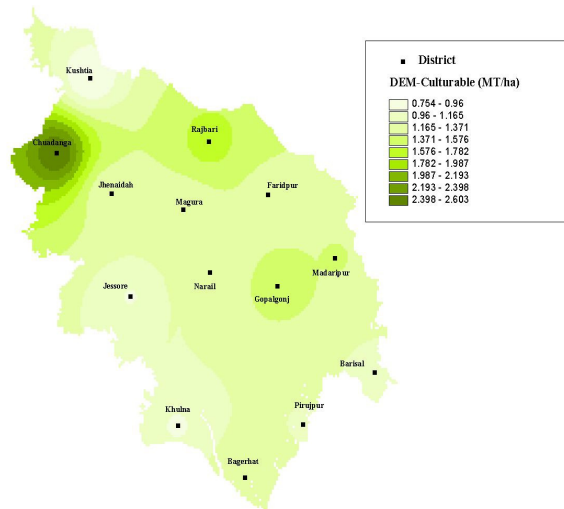 Kushtia
District
DEM-Culturable (MT/ha)
0.754 - 0.96
0.96 - 1.165
1.165 - 1.371
1.371 - 1.576
1.576 - 1.782
1.782 - 1.987
1.987 - 2.193
2.193 - 2.398
2.398 - 2.603
Rajbari
Chuadanga
Jhenaidah
Faridpur
Magura
Madaripur
Jessore
Narail
Gopalgonj
Barisal
Pirujpur
Khulna
Bagerhat